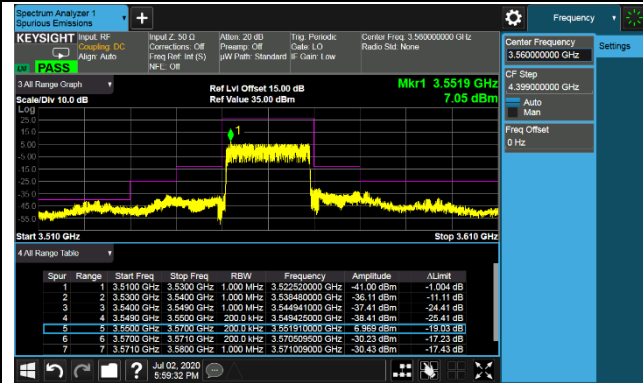 Spectrum Analyzer 1
Spurious Emissions
Frequency
KEYSIGHT
Input: RF
Coupling: DC
Align: Auto
Input Z: 50 Ω
Corrections: Off
Freq Ref: Int (S)
NFE: Off
Atten: 20 dB
Preamp: Off
µW Path: Standard
Trig: Periodic
Gate: LO
IF Gain: Low
Center Freq: 3.560000000 GHz
Radio Std: None
PASS
3 All Range Graph
Scale/Div 10.0 dB
Ref Lvl Offset 15.00 dB
Ref Value 35.00 dBm
Mkr1 3.5519 GHz
7.05 dBm
Log
25.0
15.0
5.00
-5.00
-15.0
-25.0
-35.0
-45.0
-55.0
1
Start 3.510 GHz
Stop 3.610 GHz
4 All Range Table
Spur Range Start Freq Stop Freq RBW Frequency Amplitude ΔLimit
1 1 3.5100 GHz 3.5300 GHz 1.000 MHz 3.522520000 GHz -41.00 dBm -1.004 dB
2 2 3.5300 GHz 3.5400 GHz 1.000 MHz 3.538480000 GHz -36.11 dBm -11.11 dB
3 3 3.5400 GHz 3.5490 GHz 1.000 MHz 3.544941000 GHz -37.41 dBm -24.41 dB
4 4 3.5490 GHz 3.5500 GHz 200.0 kHz 3.549425000 GHz -38.41 dBm -25.41 dB
5 5 3.5500 GHz 3.5700 GHz 200.0 kHz 3.551910000 GHz 6.969 dBm -19.03 dB
6 6 3.5700 GHz 3.5710 GHz 200.0 kHz 3.570509500 GHz -30.23 dBm -17.23 dB
7 7 3.5710 GHz 3.5800 GHz 1.000 MHz 3.571009000 GHz -30.43 dBm -17.43 dB
Jul 02, 2020
5:59:32 PM
Center Frequency
3.560000000 GHz
Settings
CF Step
4.399000000 GHz
Auto
Man
Freq Offset
0 Hz